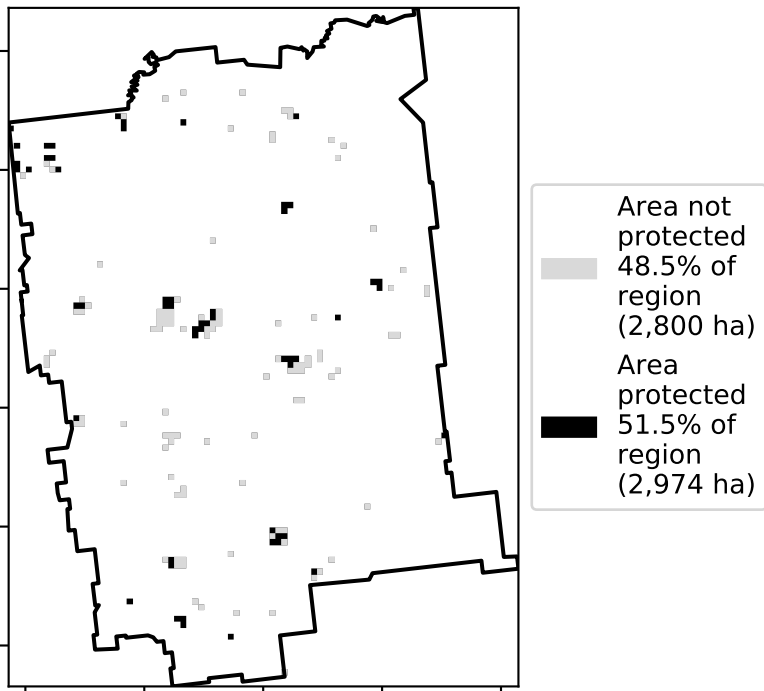 Area not
protected
48.5% of
region
(2,800 ha)
Area
protected
51.5% of
region
(2,974 ha)